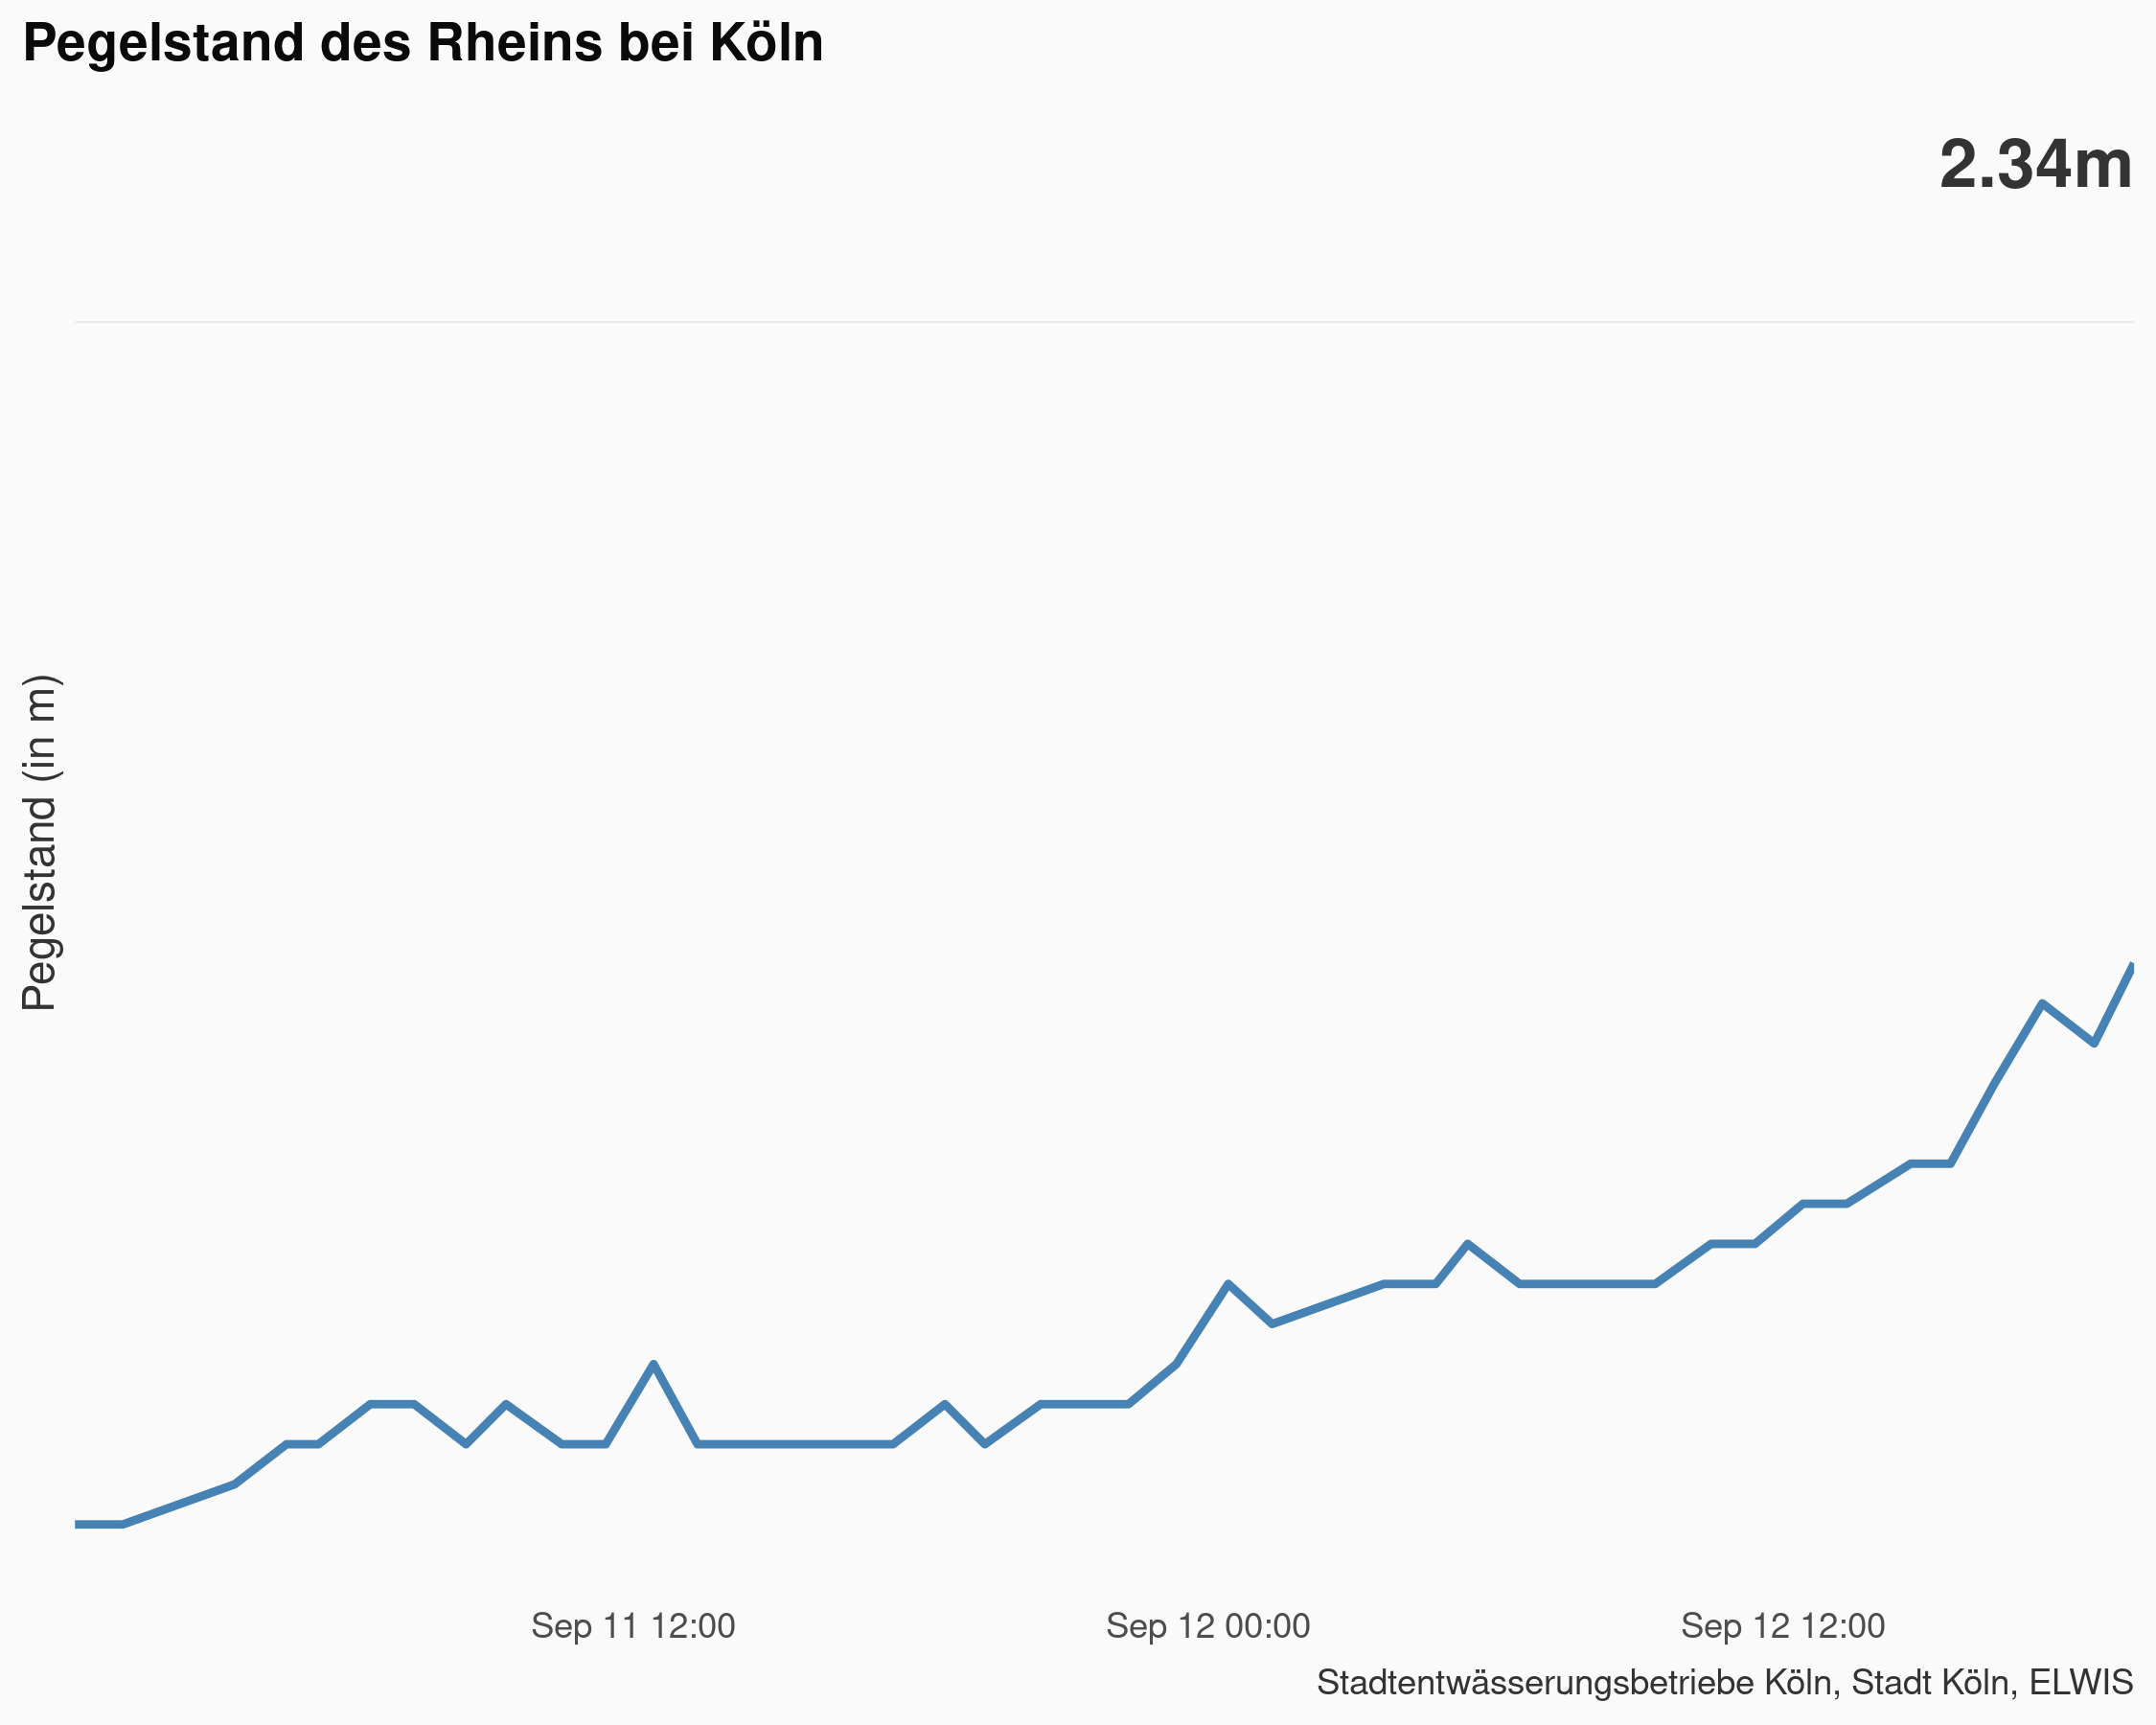 Pegelstand des Rheins bei Köln
2.34m
Pegelstand (in m)
Sep 11 12:00
Sep 12 00:00
Sep 12 12:00
Stadtentwässerungsbetriebe Köln, Stadt Köln, ELWIS